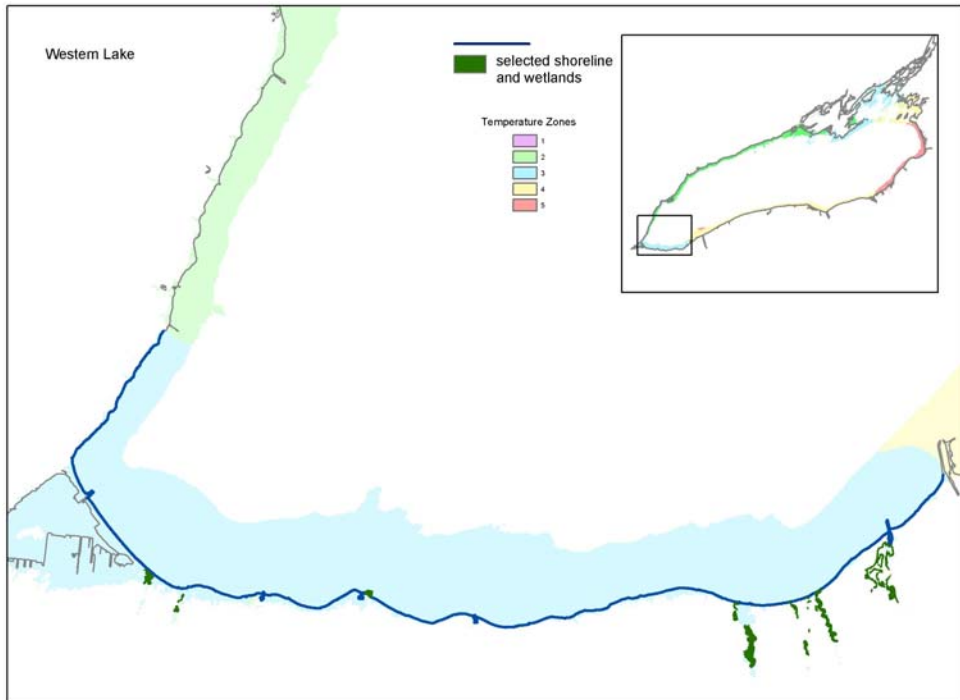 Western Lake
selected shoreline
and wetlands
Temperature Zones
1
2
3
4
5